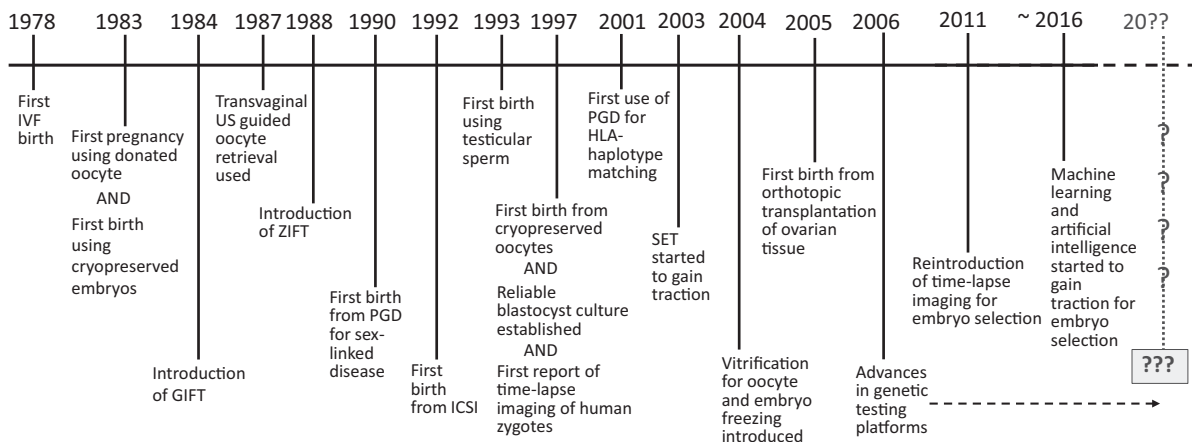 1978 1983 1984 1987 1988 1990 1992 1993 1997 2001 2003 2004 2005 2006 2011 ~ 2016 20??
First
IVF
birth
First pregnancy
using donated
oocyte
AND
First birth
using
cryopreserved
embryos
Introduction
of GIFT
Transvaginal
US guided
oocyte
retrieval
used
Introduction
of ZIFT
First birth
from PGD
for sex-
linked
disease
First
birth
from ICSI
First birth
using
testicular
sperm
First birth from
cryopreserved
oocytes
AND
Reliable
blastocyst culture
established
AND
First report of
time-lapse
imaging of human
zygotes
First use of
PGD for
HLA-
haplotype
matching
SET
started
to gain
traction
Vitrification
for oocyte
and embryo
freezing
introduced
First birth from
orthotopic
transplantation
of ovarian
tissue
Advances
in genetic
testing
platforms
Reintroduction
of time-lapse
imaging for
embryo selection
Machine
learning
and
artificial
intelligence
started to
gain
traction for
embryo
selection
?
?
?
?
???